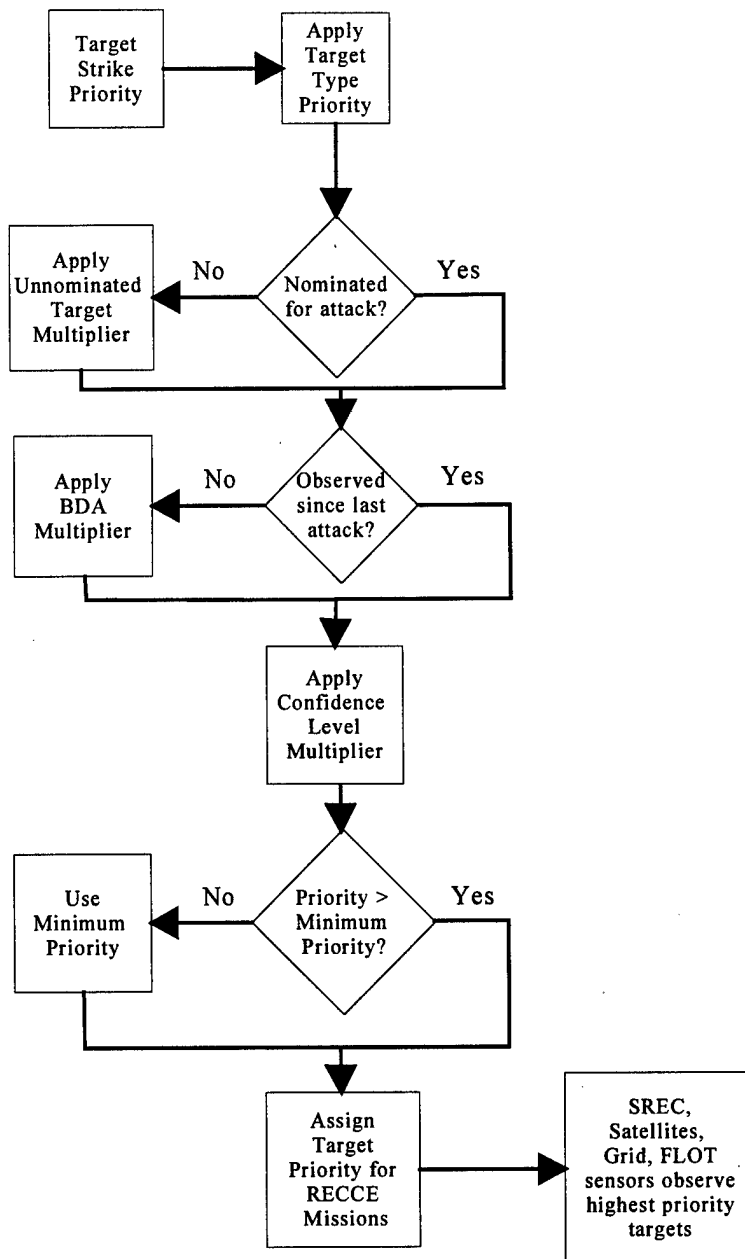 Target
Strike
Priority
Apply
Target
Type
Priority
Nominated
for attack?
No
Yes
Apply
Unnominated
Target
Multiplier
Observed
since last
attack?
No
Yes
Apply
BDA
Multiplier
Apply
Confidence
Level
Multiplier
Priority >
Minimum
Priority?
No
Yes
Use
Minimum
Priority
Assign
Target
Priority for
RECCE
Missions
SREC,
Satellites,
Grid, FLOT
sensors observe
highest priority
targets